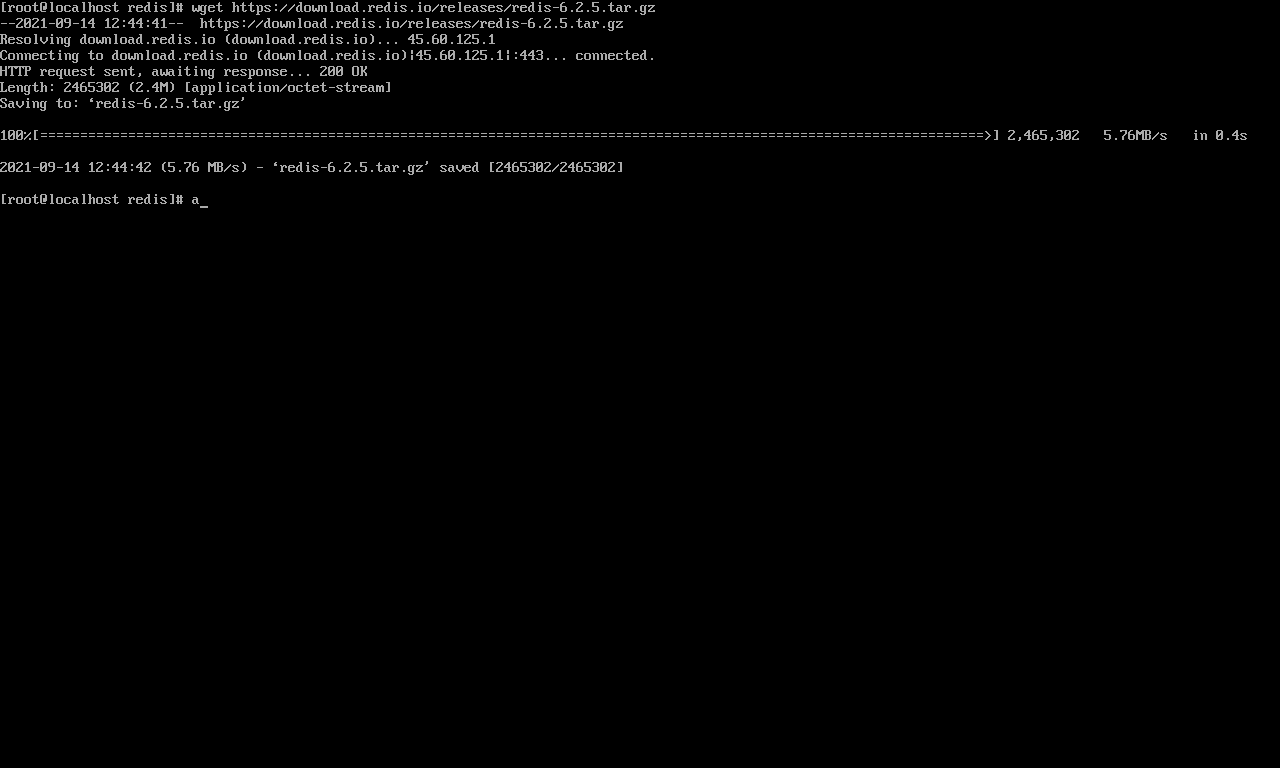 [root@localhost redis]# wget https://download.redis.io/releases/redis-6.2.5.tar.gz
--2021-09-14 12:44:41--  https://download.redis.io/releases/redis-6.2.5.tar.gz
Resolving download.redis.io (download.redis.io)... 45.60.125.1
Connecting to download.redis.io (download.redis.io)|45.60.125.1|:443... connected.
HTTP request sent, awaiting response... 200 OK
Length: 2465302 (2.4M) [application/octet-stream]
Saving to: ‘redis-6.2.5.tar.gz’
100%[======================================================================================================================>] 2,465,302   5.76MB/s   in 0.4s
2021-09-14 12:44:42 (5.76 MB/s) - ‘redis-6.2.5.tar.gz’ saved [2465302/2465302]
[root@localhost redis]# a_